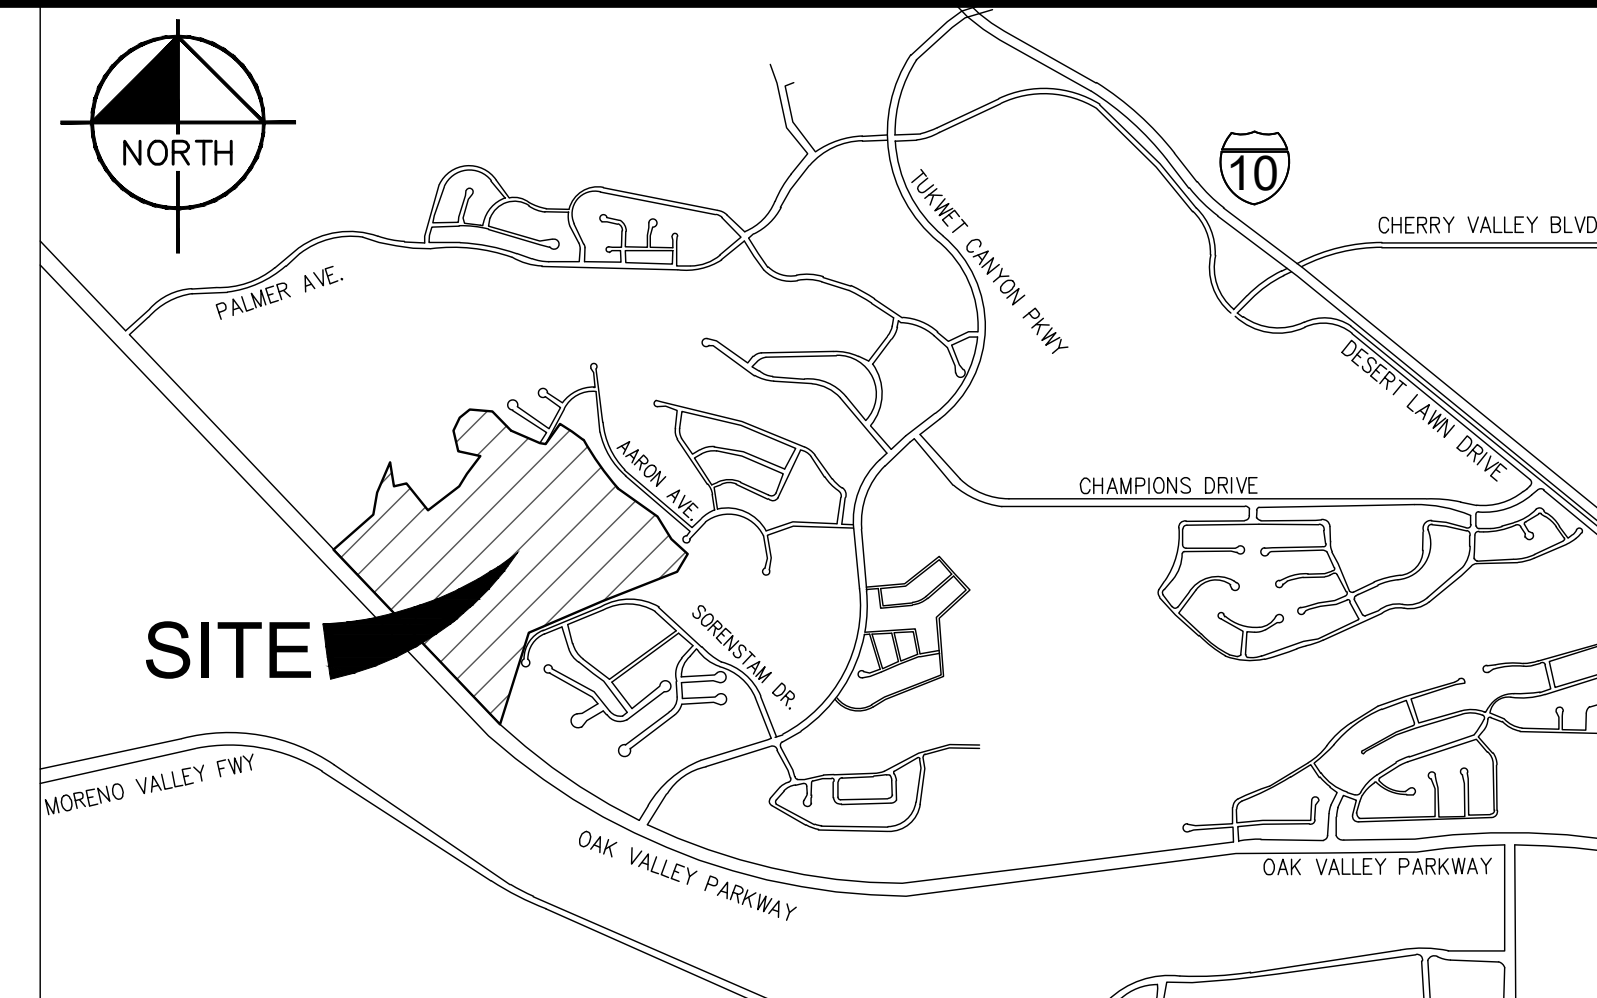 NORTH
10
TUKWET CANYON PKWY
CHERRY VALLEY BLVD
PALMER AVE.
DESERT LAWN DRIVE
AARON AVE.
CHAMPIONS DRIVE
SITE
SORENSTAM DR.
MORENO VALLEY FWY
OAK VALLEY PARKWAY
OAK VALLEY PARKWAY